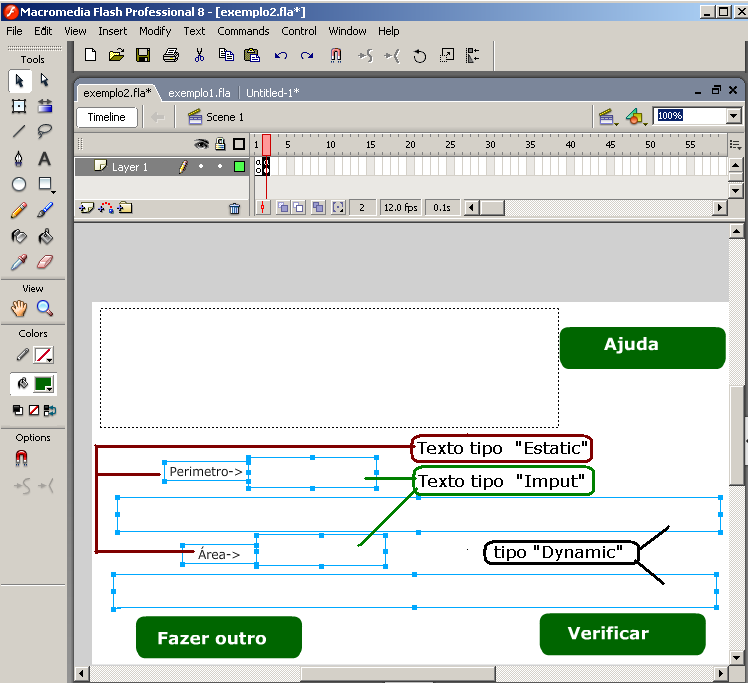 Macromedia Flash Professional 8 - [exemplo2.fla*]
File Edit View Insert Modify Text Commands Control Window Help
Tools
exemplo2.fla* exemplo1.fla Untitled-1*
Timeline Scene 1 100%
1 5 10 15 20 25 30 35 40 45 50 55
Layer 1
2 12.0 fps 0.1s
View
Colors
Options
Ajuda
Texto tipo "Estatic"
Perimetro->
Texto tipo "Imput"
Área-> tipo "Dynamic"
Fazer outro Verificar